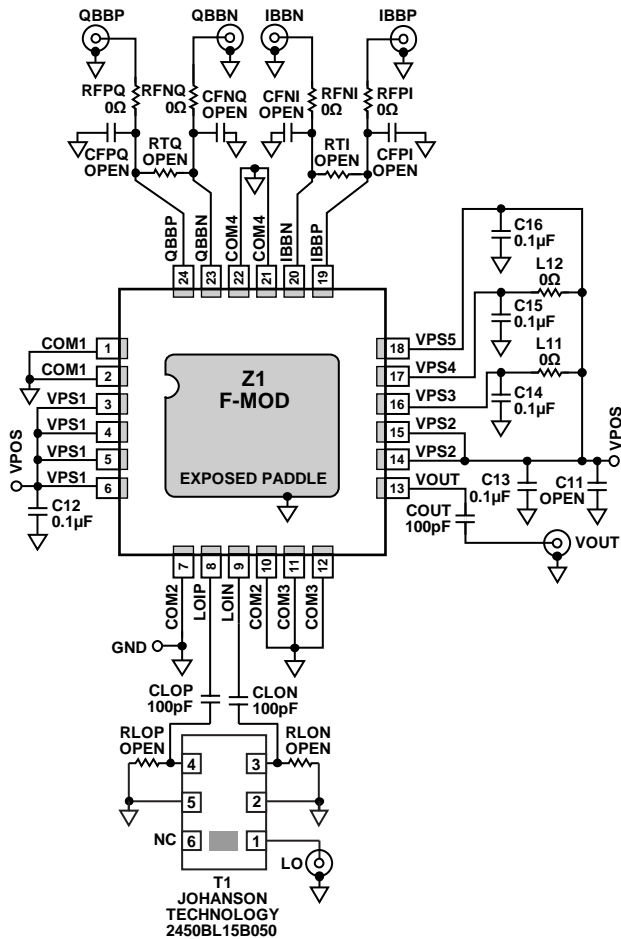 QBBP QBBN IBBN IBBP
RFPQ RFNQ RFNI RFPI
0Ω 0Ω 0Ω 0Ω
CFNQ CFNI
OPEN OPEN
CFPQ RTQ RTI CFPI
OPEN OPEN OPEN OPEN
QBBP QBBN COM4 COM4 IBBN IBBP
24 23 22 21 20 19
C16
0.1µF
L12
0Ω
C15
0.1µF
L11
0Ω
C14
0.1µF
COM1 1
COM1 2
VPS1 3
VPS1 4
VPS1 5
VPS1 6
VPOS
C12
0.1µF
Z1
F-MOD
EXPOSED PADDLE
18 VPS5
17 VPS4
16 VPS3
15 VPS2
14 VPS2
13 VOUT
VPOS
C13
0.1µF
C11
OPEN
COUT
100pF
VOUT
7 8 9 10 11 12
COM2 LOIP LOIN COM2 COM3 COM3
GND
CLOP CLON
100pF 100pF
RLOP RLON
OPEN OPEN
4 3
5 2
NC 6 1
LO
T1
JOHANSON
TECHNOLOGY
2450BL15B050